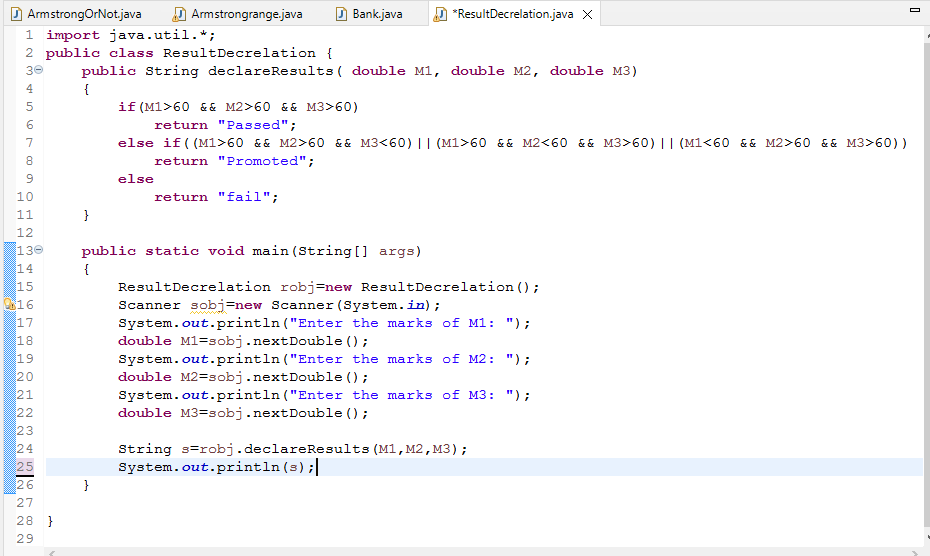 ArmstrongOrNot.java Armstrongrange.java Bank.java *ResultDecrelation.java
1 import java.util.*;
2 public class ResultDecrelation {
3 public String declareResults( double M1, double M2, double M3)
4 {
5 if(M1>60 && M2>60 && M3>60)
6 return "Passed";
7 else if((M1>60 && M2>60 && M3<60)||(M1>60 && M2<60 && M3>60)||(M1<60 && M2>60 && M3>60))
8 return "Promoted";
9 else
10 return "fail";
11 }
12
13 public static void main(String[] args)
14 {
15 ResultDecrelation robj=new ResultDecrelation();
16 Scanner sobj=new Scanner(System.in);
17 System.out.println("Enter the marks of M1: ");
18 double M1=sobj.nextDouble();
19 System.out.println("Enter the marks of M2: ");
20 double M2=sobj.nextDouble();
21 System.out.println("Enter the marks of M3: ");
22 double M3=sobj.nextDouble();
23
24 String s=robj.declareResults(M1,M2,M3);
25 System.out.println(s);
26 }
27
28 }
29